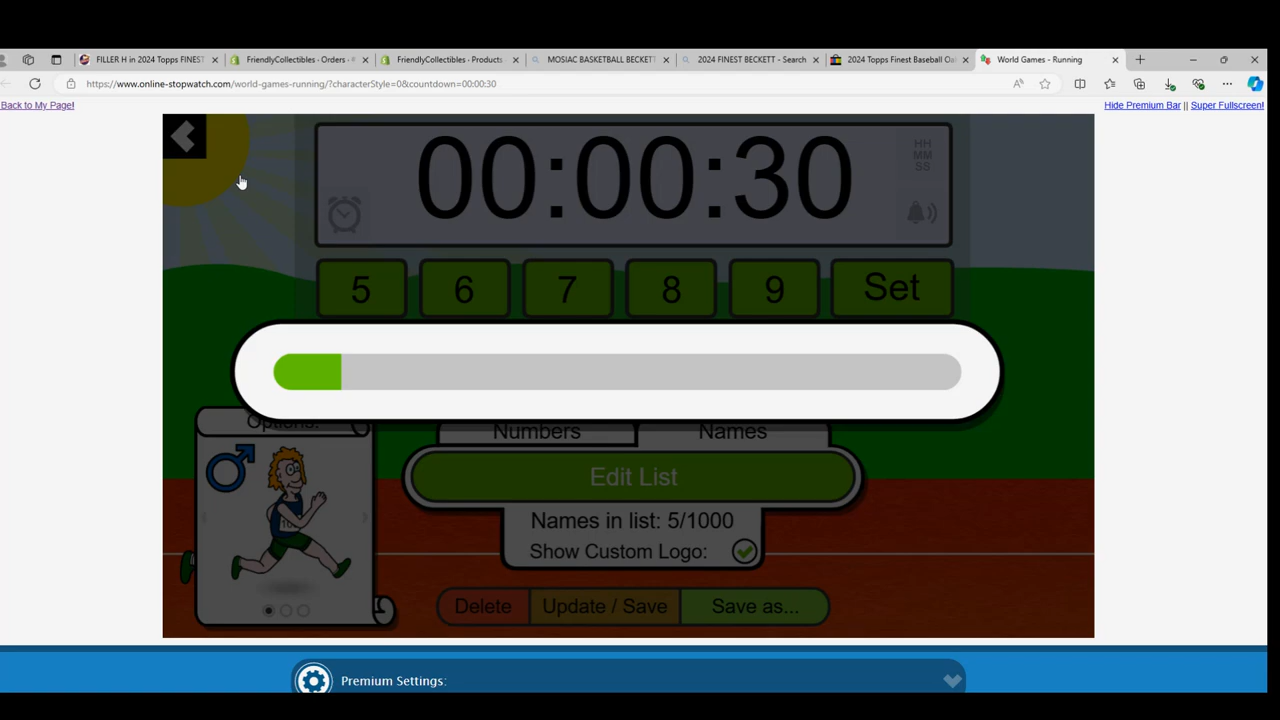 FILLER H in 2024 Topps FINEST
FriendlyCollectibles - Orders -
FriendlyCollectibles - Products
MOSIAC BASKETBALL BECKETT
2024 FINEST BECKETT - Search
2024 Topps Finest Baseball
World Games - Running
https://www.online-stopwatch.com/world-games-running/?characterStyle=0&countdown=00:00:30
Back to My Page!
Hide Premium Bar || Super Fullscreen!
00:00:30
HH
MM
SS
5 6 7 8 9 Set
Options:
Numbers Names
Edit List
Names in list: 5/1000
Show Custom Logo:
Delete Update / Save Save as...
Premium Settings: